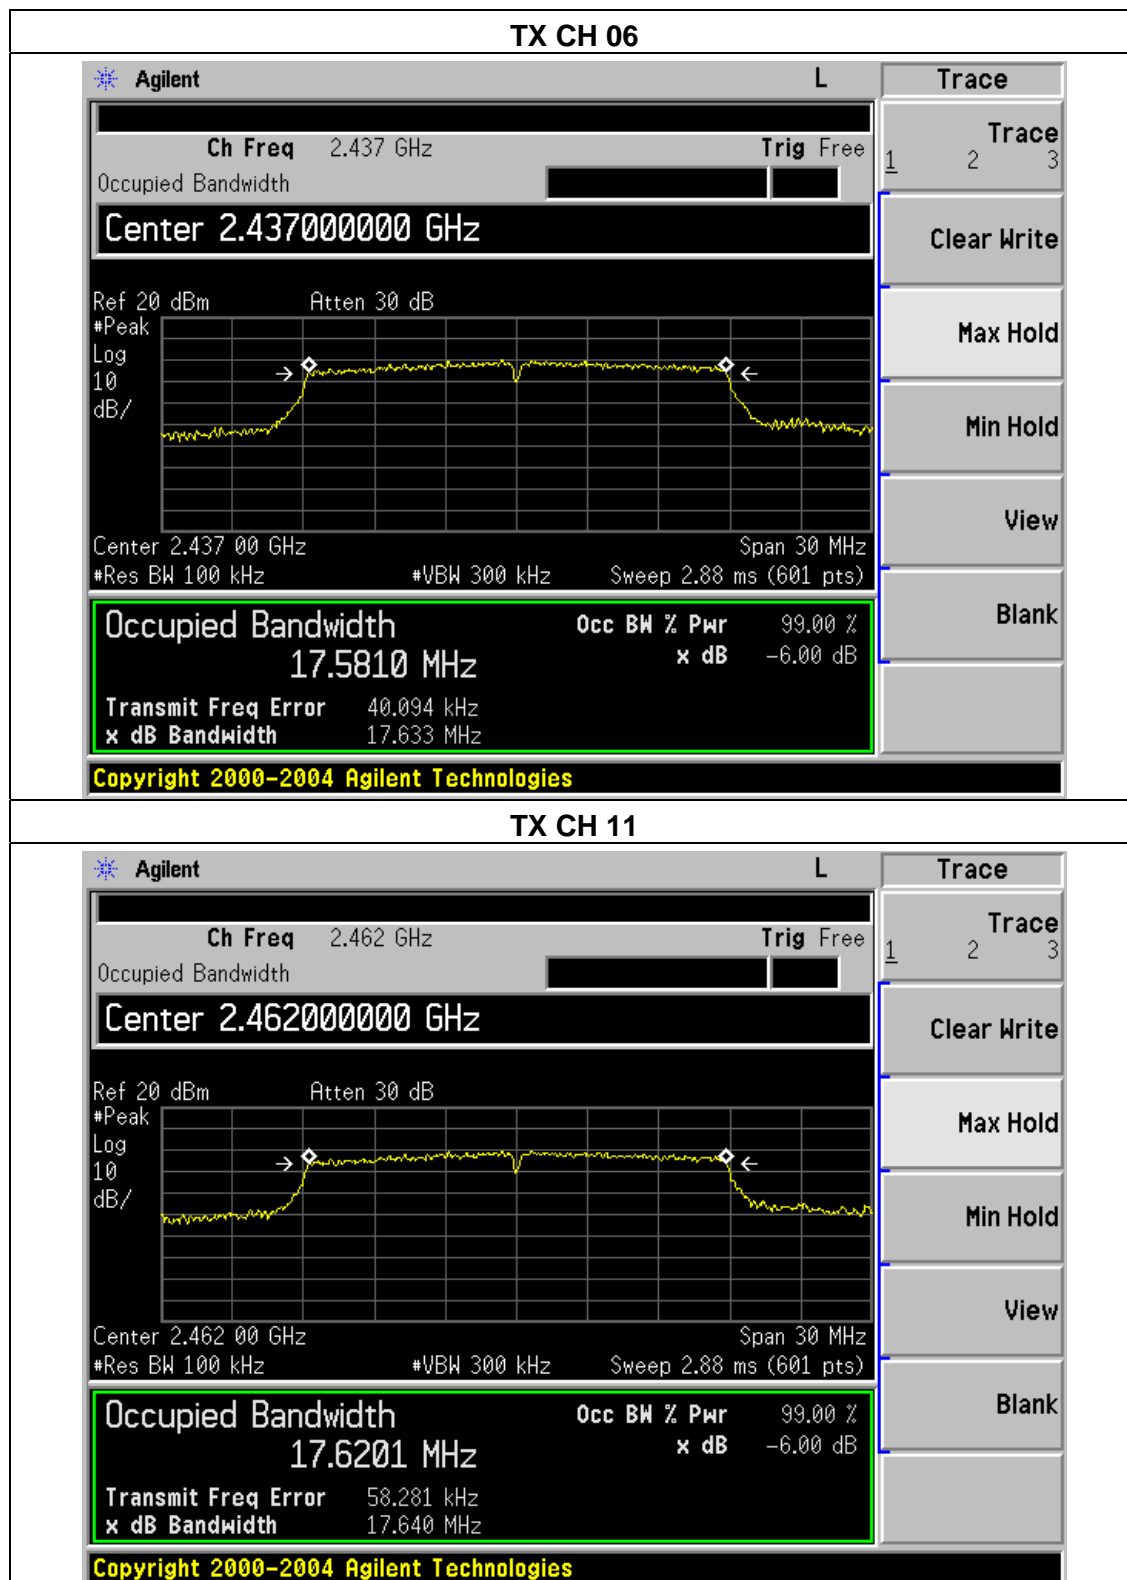 TX CH 06
Agilent L Trace
Ch Freq 2.437 GHz Trig Free
Occupied Bandwidth
Trace
1 2 3
Center 2.437000000 GHz
Clear Write
Ref 20 dBm Atten 30 dB
#Peak
Log
10
dB/
Max Hold
Min Hold
View
Center 2.437 00 GHz Span 30 MHz
#Res BW 100 kHz #VBW 300 kHz Sweep 2.88 ms (601 pts)
Blank
Occupied Bandwidth Occ BW % Pwr 99.00 %
17.5810 MHz x dB -6.00 dB
Transmit Freq Error 40.094 kHz
x dB Bandwidth 17.633 MHz
Copyright 2000-2004 Agilent Technologies
TX CH 11
Agilent L Trace
Ch Freq 2.462 GHz Trig Free
Occupied Bandwidth
Trace
1 2 3
Center 2.462000000 GHz
Clear Write
Ref 20 dBm Atten 30 dB
#Peak
Log
10
dB/
Max Hold
Min Hold
View
Center 2.462 00 GHz Span 30 MHz
#Res BW 100 kHz #VBW 300 kHz Sweep 2.88 ms (601 pts)
Blank
Occupied Bandwidth Occ BW % Pwr 99.00 %
17.6201 MHz x dB -6.00 dB
Transmit Freq Error 58.281 kHz
x dB Bandwidth 17.640 MHz
Copyright 2000-2004 Agilent Technologies